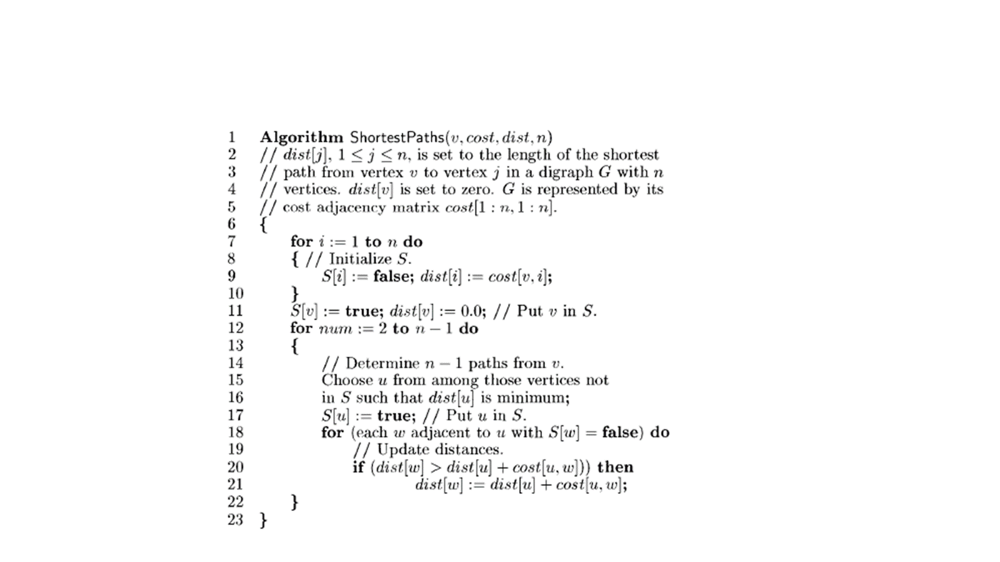 1 Algorithm ShortestPaths(v, cost, dist, n)
2 // dist[j], 1 ≤ j ≤ n, is set to the length of the shortest
3 // path from vertex v to vertex j in a digraph G with n
4 // vertices. dist[v] is set to zero. G is represented by its
5 // cost adjacency matrix cost[1 : n, 1 : n].
6 {
7 for i := 1 to n do
8 { // Initialize S.
9 S[i] := false; dist[i] := cost[v, i];
10 }
11 S[v] := true; dist[v] := 0.0; // Put v in S.
12 for num := 2 to n − 1 do
13 {
14 // Determine n − 1 paths from v.
15 Choose u from among those vertices not
16 in S such that dist[u] is minimum;
17 S[u] := true; // Put u in S.
18 for (each w adjacent to u with S[w] = false) do
19 // Update distances.
20 if (dist[w] > dist[u] + cost[u, w])) then
21 dist[w] := dist[u] + cost[u, w];
22 }
23 }